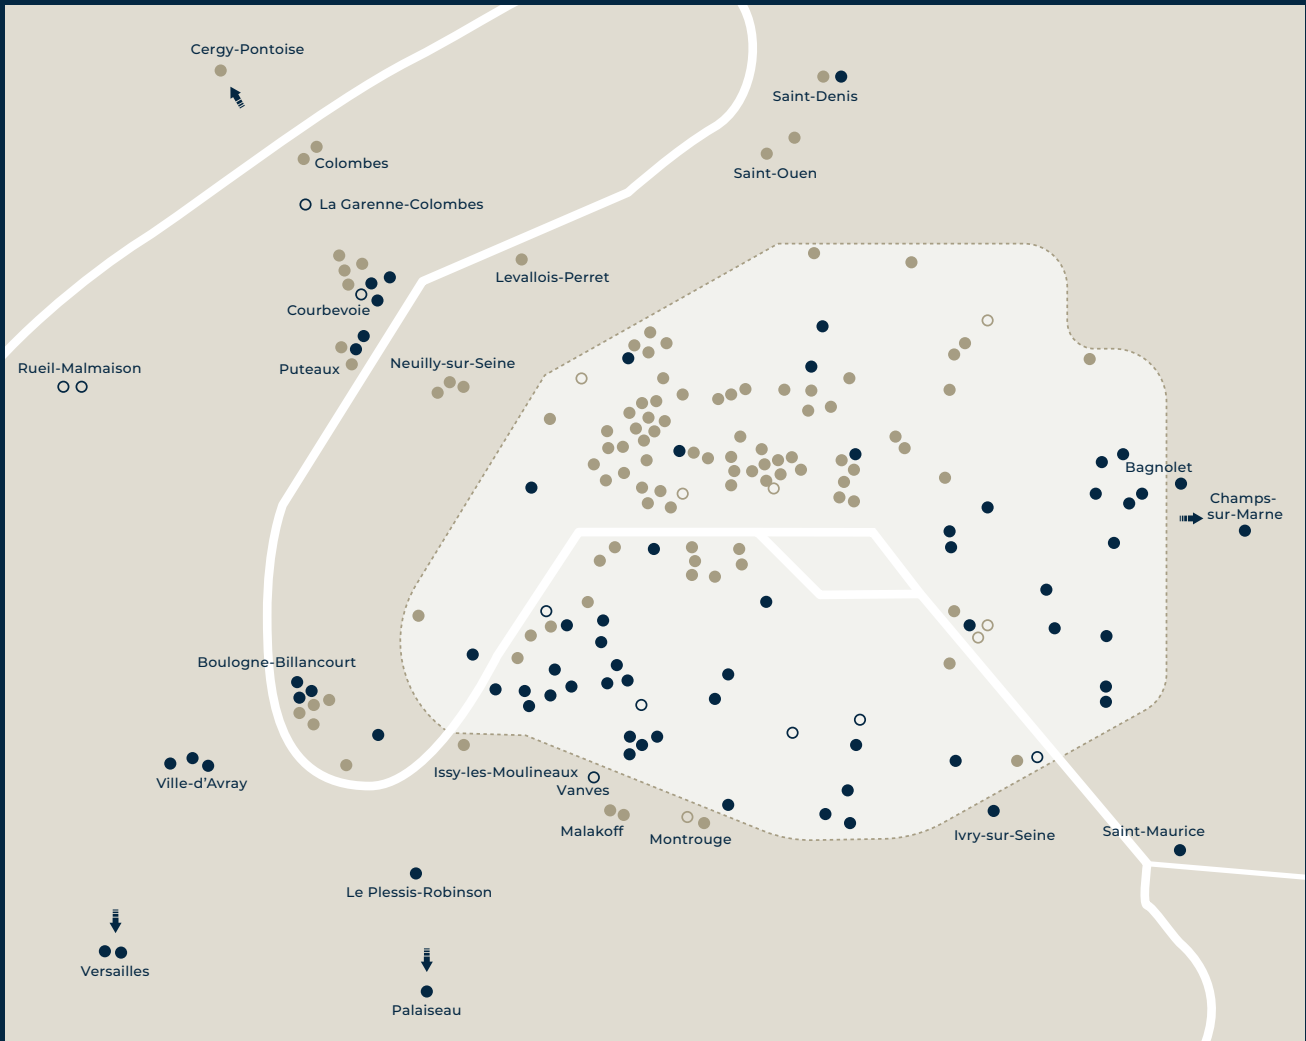 Cergy-Pontoise
Saint-Denis
Colombes
Saint-Ouen
La Garenne-Colombes
Levallois-Perret
Courbevoie
Rueil-Malmaison
Puteaux
Neuilly-sur-Seine
Bagnolet
Champs-
sur-Marne
Boulogne-Billancourt
Issy-les-Moulineaux
Ville-d’Avray
Vanves
Malakoff
Montrouge
Ivry-sur-Seine
Saint-Maurice
Le Plessis-Robinson
Versailles
Palaiseau